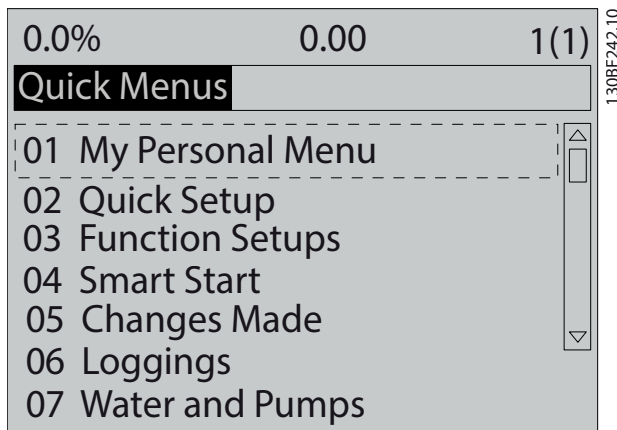 0.0% 0.00 1(1)
Quick Menus
01 My Personal Menu
02 Quick Setup
03 Function Setups
04 Smart Start
05 Changes Made
06 Loggings
07 Water and Pumps
130BF242.10